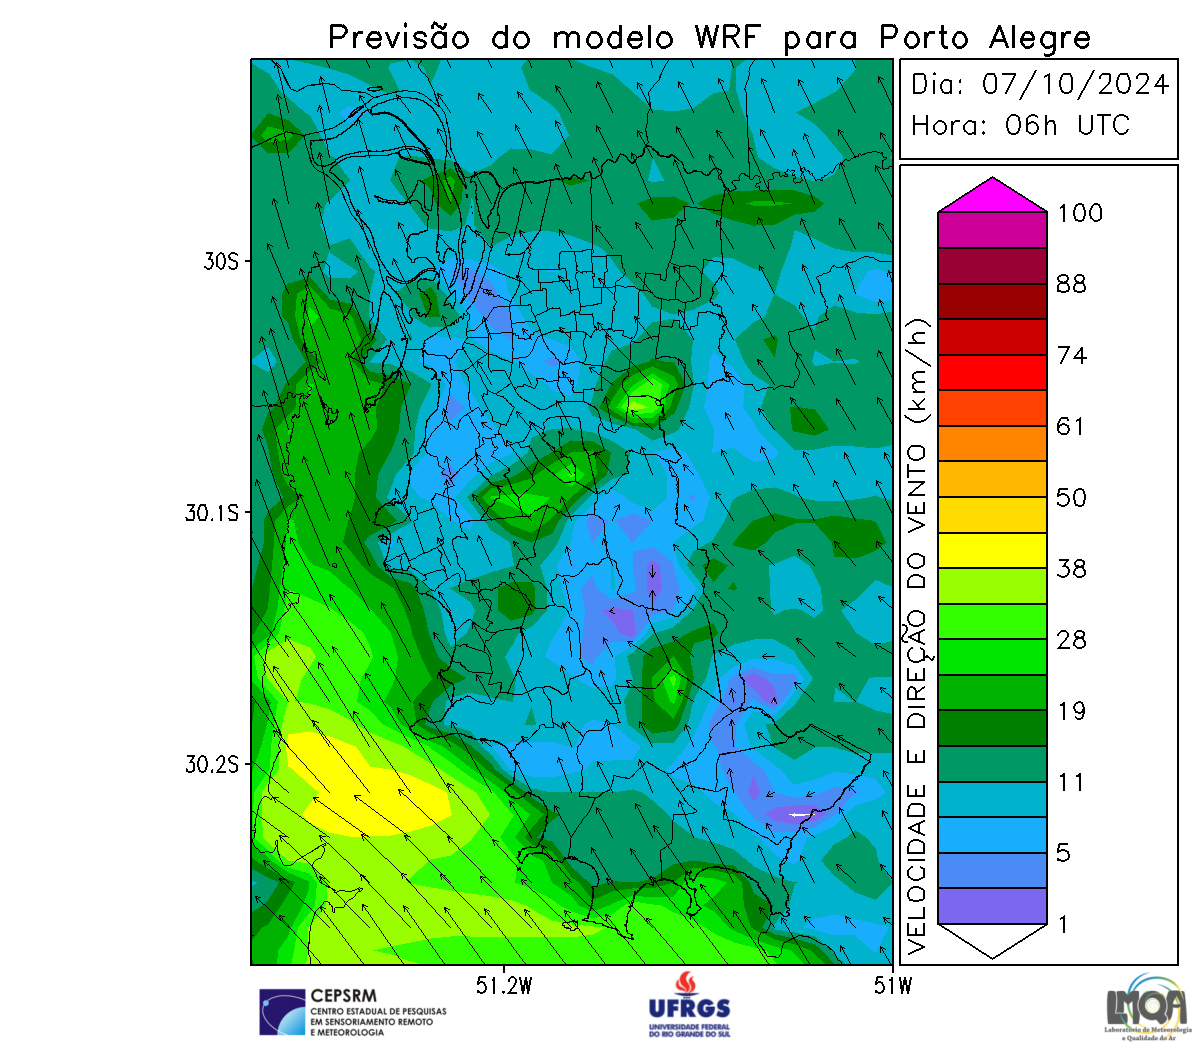 Previsão do modelo WRF para Porto Alegre
Dia: 07/10/2024
Hora: 06h UTC
100
88
74
61
50
38
28
19
11
5
1
VELOCIDADE E DIREÇÃO DO VENTO (km/h)
30S
30.1S
30.2S
51.2W
51W
CEPSRM
CENTRO ESTADUAL DE PESQUISAS
EM SENSORIAMENTO REMOTO
E METEOROLOGIA
UFRGS
UNIVERSIDADE FEDERAL
DO RIO GRANDE DO SUL
LMQA
Laboratório de Meteorologia
e Qualidade do Ar